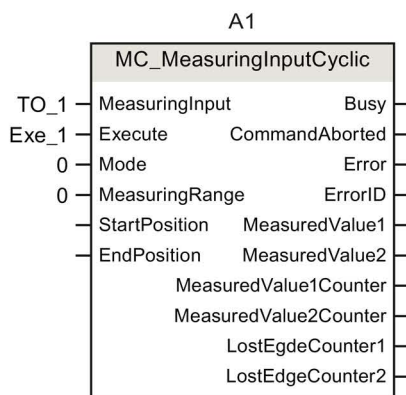 A1
MC_MeasuringInputCyclic
TO_1 MeasuringInput Busy
Exe_1 Execute CommandAborted
0 Mode Error
0 MeasuringRange ErrorID
StartPosition MeasuredValue1
EndPosition MeasuredValue2
MeasuredValue1Counter
MeasuredValue2Counter
LostEgdeCounter1
LostEdgeCounter2